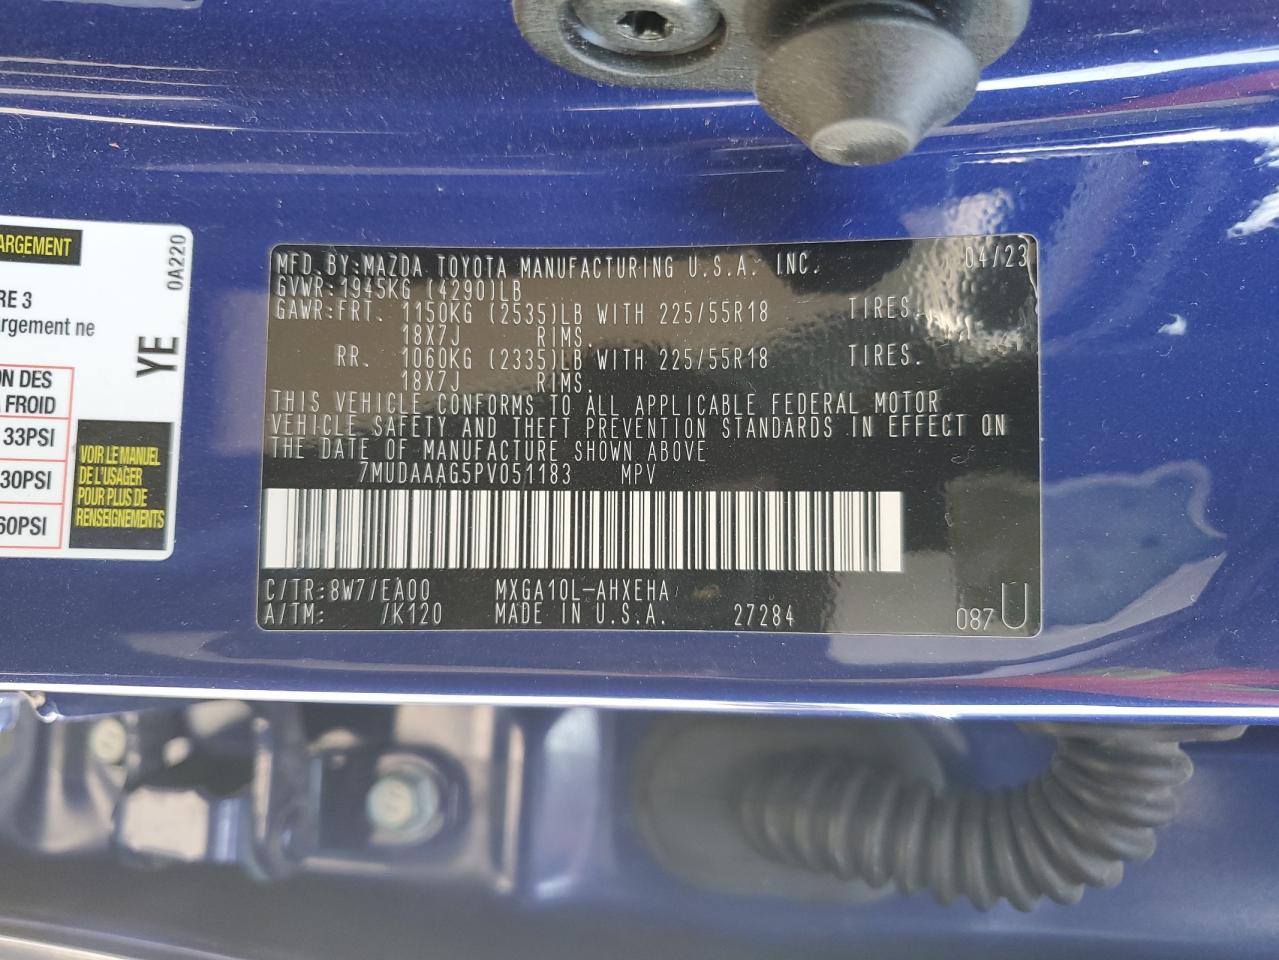 ARGEMENT
RE 3
argement ne
ON DES
A FROID
33PSI
30PSI
60PSI
0A220
YE
VOIR LE MANUEL
DE L'USAGER
POUR PLUS DE
RENSEIGNEMENTS
MFD.BY:MAZDA TOYOTA MANUFACTURING U.S.A. INC. 04/23
GVWR:1945KG (4290)LB
GAWR:FRT. 1150KG (2535)LB WITH 225/55R18 TIRES.
18X7J RIMS.
RR. 1060KG (2335)LB WITH 225/55R18 TIRES.
18X7J RIMS.
THIS VEHICLE CONFORMS TO ALL APPLICABLE FEDERAL MOTOR
VEHICLE SAFETY AND THEFT PREVENTION STANDARDS IN EFFECT ON
THE DATE OF MANUFACTURE SHOWN ABOVE
7MUDAAAG5PV051183 MPV
C/TR:8W7/EA00 MXGA10L-AHXEHA
A/TM: /K120 MADE IN U.S.A. 27284 087 U